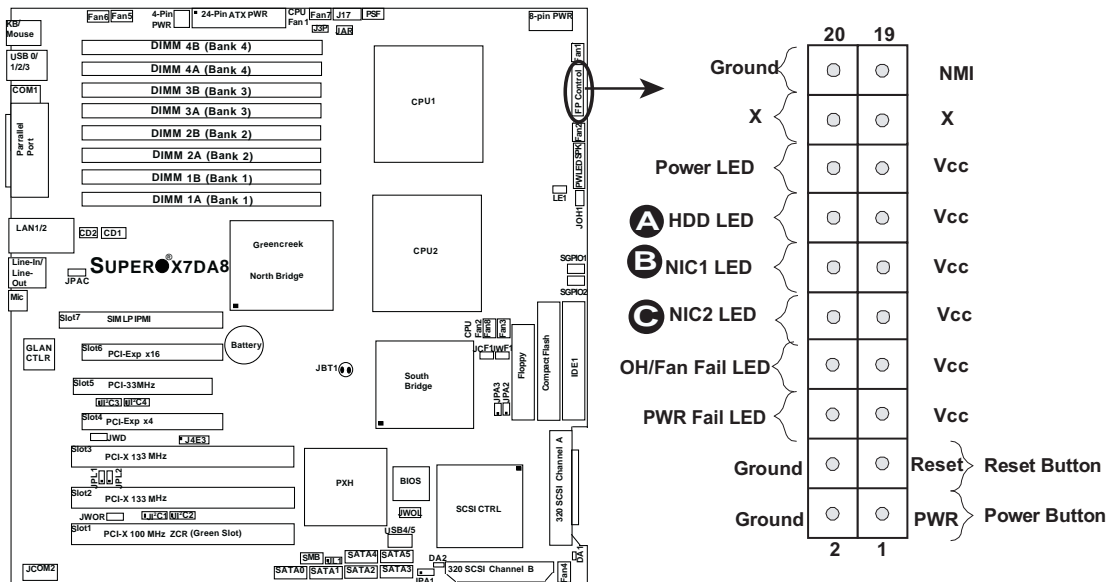 Fan6 Fan5
4-Pin PWR
24-Pin ATX PWR
CPU Fan 1
Fan7
J17
PSF
J3P
JAR
8-pin PWR
KB/ Mouse
USB 0/ 1/2/3
COM1
Parrallel Port
DIMM 4B (Bank 4)
DIMM 4A (Bank 4)
DIMM 3B (Bank 3)
DIMM 3A (Bank 3)
DIMM 2B (Bank 2)
DIMM 2A (Bank 2)
DIMM 1B (Bank 1)
DIMM 1A (Bank 1)
CPU1
Fan1
FP Control
Fan2
PWLED SPK
LE1
JOH1
LAN1/2
CD2 CD1
Line-In/ Line-Out
JPAC
Mic
SUPER ® X7DA8
Greencreek
North Bridge
CPU2
SGPIO1
SGPIO2
Slot7 SIMLP IPMI
GLAN CTLR
Slot6 PCI-Exp x16
Battery
Slot5 PCI-33MHz
JI²C3 JI²C4
Slot4 PCI-Exp x4
JWD
J4E3
JBT1
South Bridge
CPU Fan2
Fan8
Fan3
JCF1 JWF1
JPA3
JPA2
Floppy
Compact Flash
IDE1
Slot3 PCI-X 133 MHz
JPL1
JPL2
Slot2 PCI-X 133 MHz
JWOR
JI²C1 JI²C2
Slot1 PCI-X 100 MHz ZCR (Green Slot)
PXH
BIOS
JWOL
USB4/5
SCSI CTRL
320 SCSI Channel A
JCOM2
SMB
JL1
SATA4 SATA5
SATA0 SATA1 SATA2 SATA3
DA2
JPA1
320 SCSI Channel B
DA1
Fan4
20 19
Ground NMI
X X
Power LED Vcc
A HDD LED Vcc
B NIC1 LED Vcc
C NIC2 LED Vcc
OH/Fan Fail LED Vcc
PWR Fail LED Vcc
Ground Reset Reset Button
Ground PWR Power Button
2 1